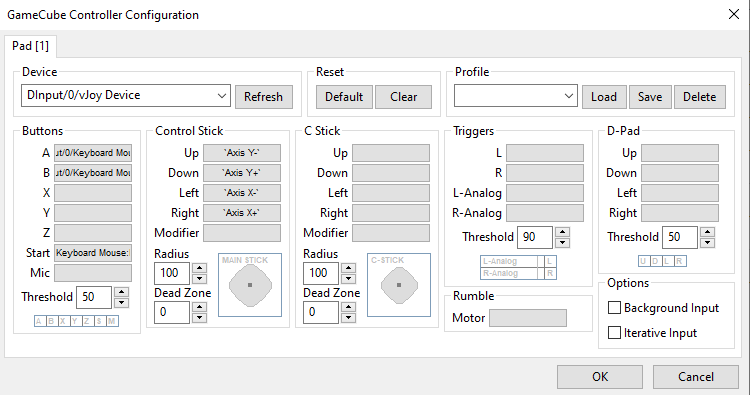 GameCube Controller Configuration
Pad [1]
Device
DInput/0/vJoy Device
Refresh
Reset
Default
Clear
Profile
Load
Save
Delete
Buttons
A ut/0/Keyboard Mou
B ut/0/Keyboard Mou
X
Y
Z
Start Keyboard Mouse:
Mic
Threshold 50
A B X Y Z S M
Control Stick
Up `Axis Y-`
Down `Axis Y+`
Left `Axis X-`
Right `Axis X+`
Modifier
Radius
100
Dead Zone
0
MAIN STICK
C Stick
Up
Down
Left
Right
Modifier
Radius
100
Dead Zone
0
C-STICK
Triggers
L
R
L-Analog
R-Analog
Threshold 90
L-Analog L
R-Analog R
Rumble
Motor
D-Pad
Up
Down
Left
Right
Threshold 50
U D L R
Options
Background Input
Iterative Input
OK
Cancel